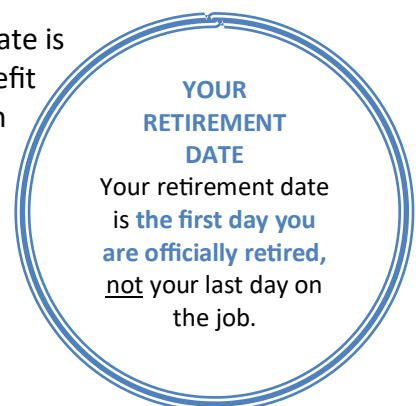 ate is
efit
YOUR
RETIREMENT
DATE
Your retirement date
is the first day you
are officially retired,
not your last day on
the job.